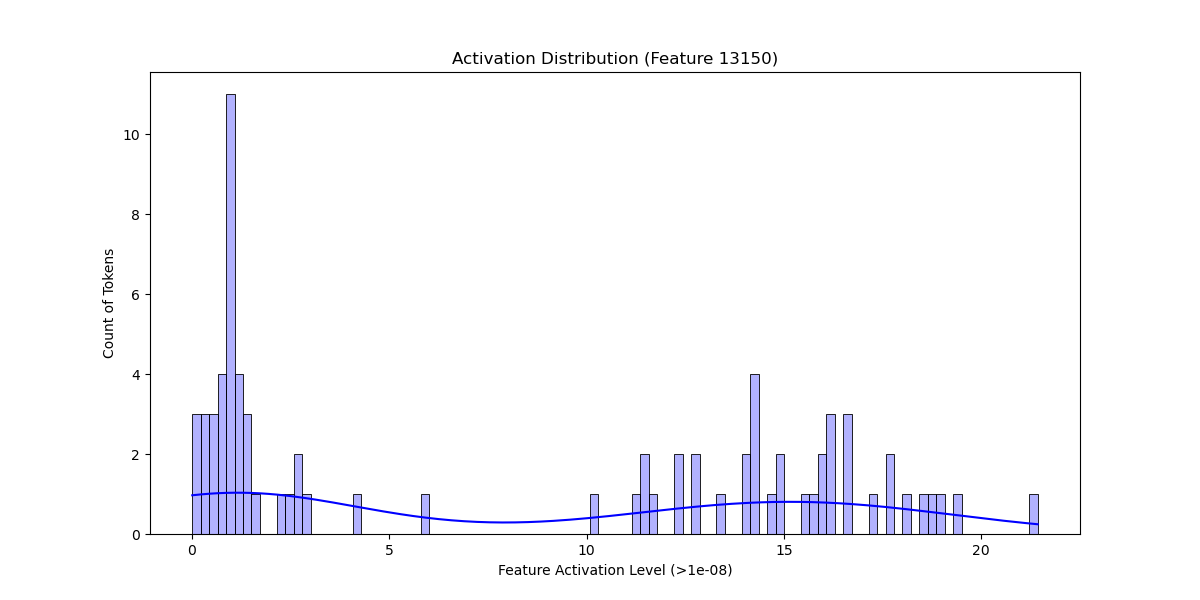 Activation Distribution (Feature 13150)
Count of Tokens
10
8
6
4
2
0
0 5 10 15 20
Feature Activation Level (>1e-08)